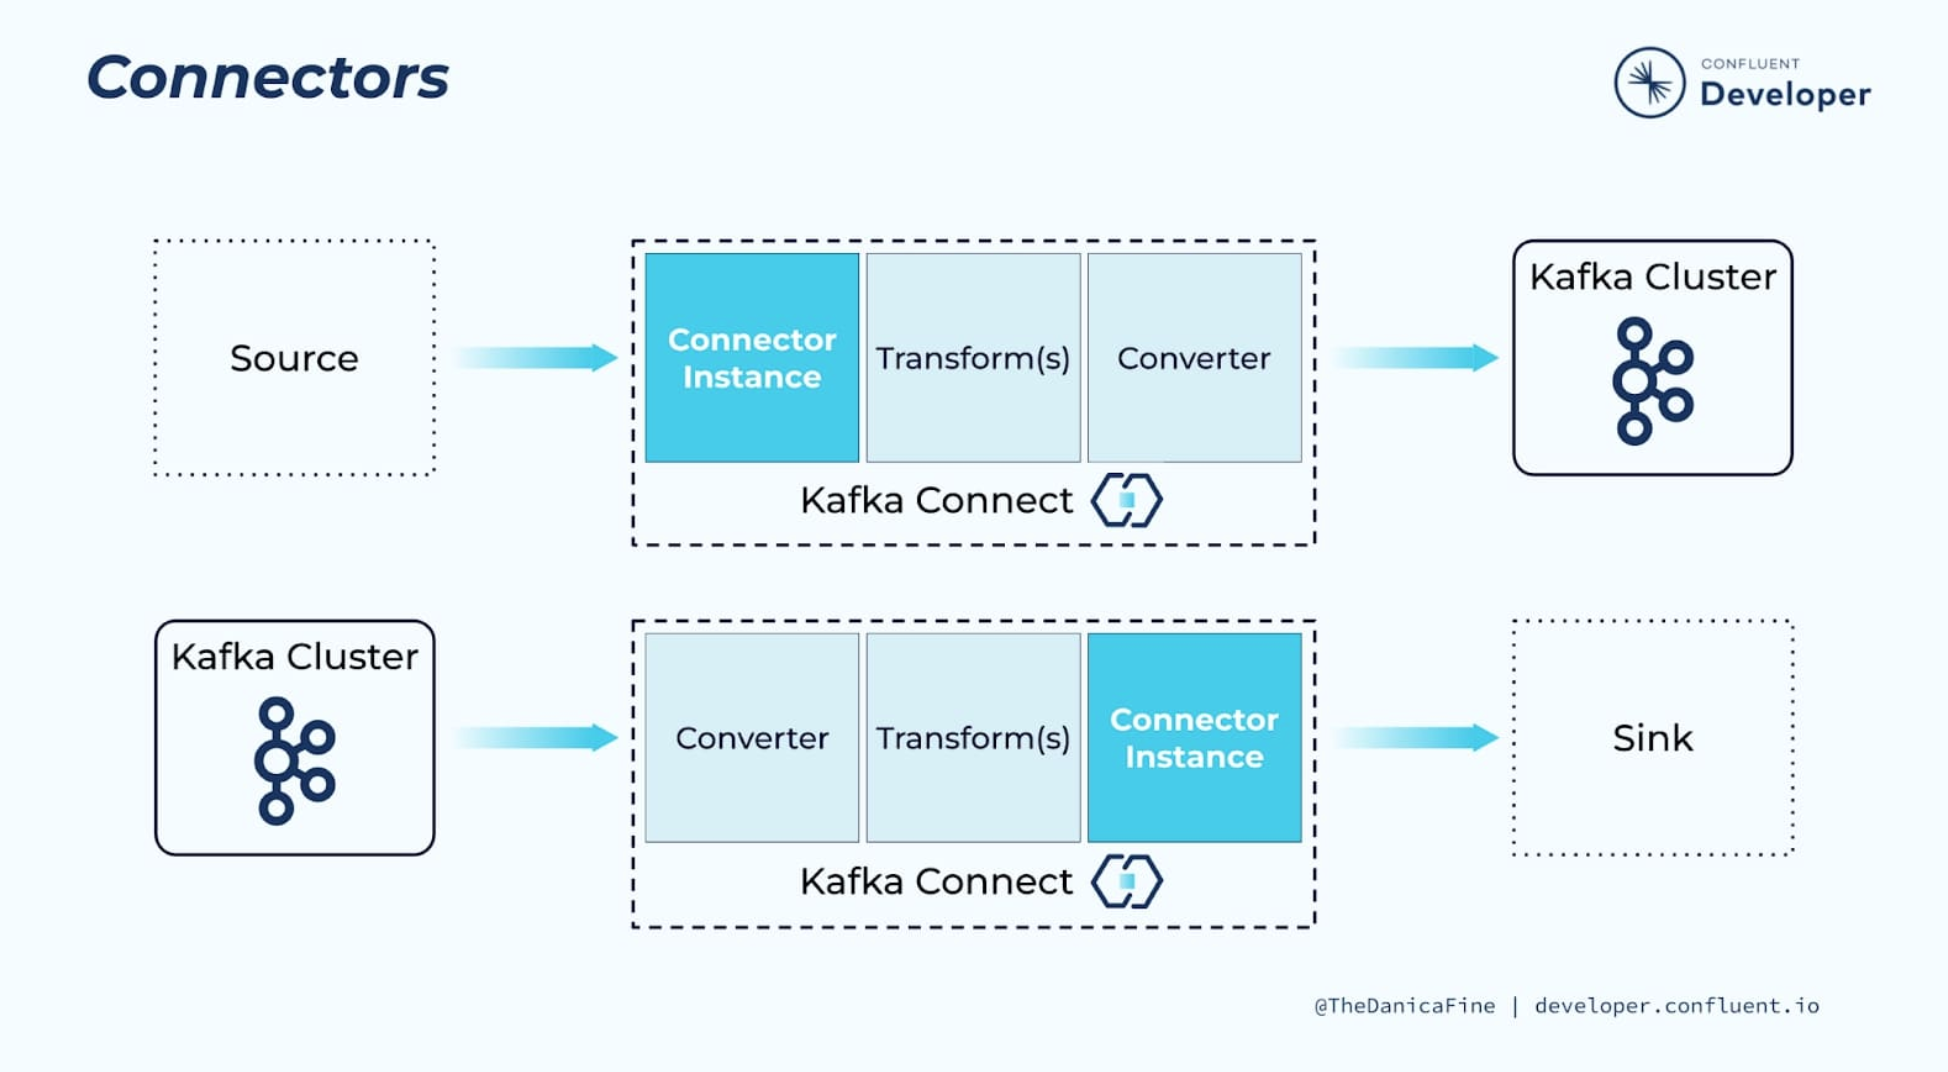 Connectors
CONFLUENT
Developer
Source
Connector
Instance
Transform(s)
Converter
Kafka Connect
Kafka Cluster
Kafka Cluster
Converter
Transform(s)
Connector
Instance
Kafka Connect
Sink
@TheDanicaFine | developer.confluent.io